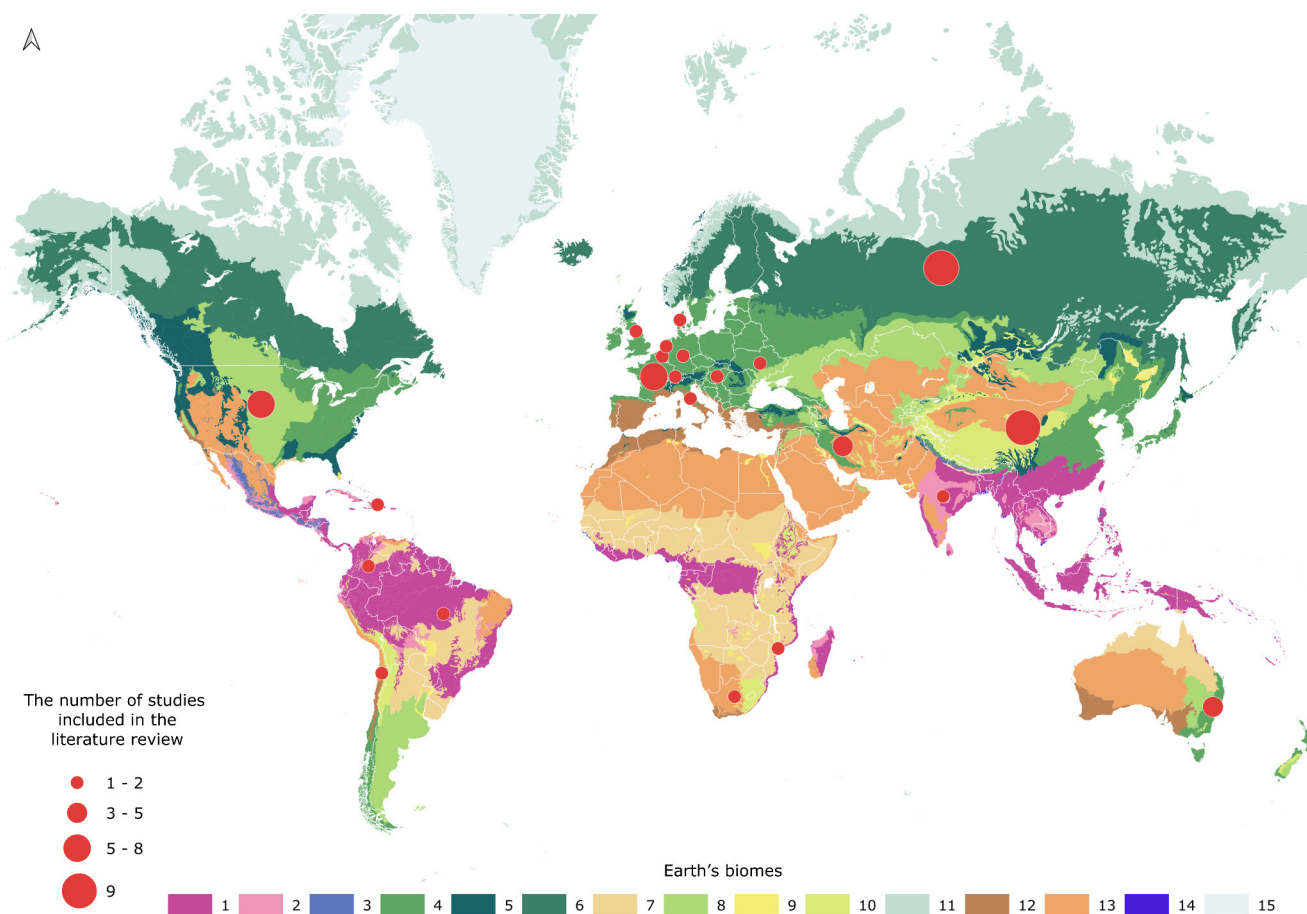 The number of studies
included in the
literature review
1 - 2
3 - 5
5 - 8
9
Earth's biomes
1 2 3 4 5 6 7 8 9 10 11 12 13 14 15